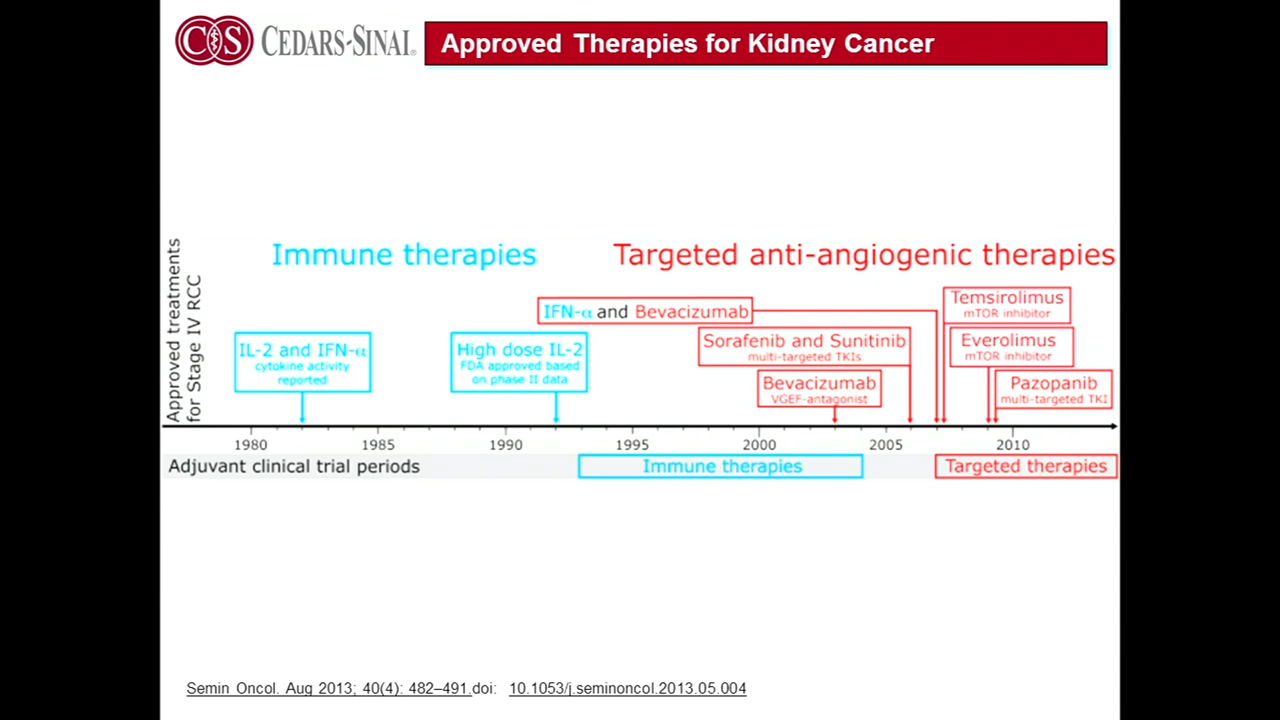 CEDARS-SINAI®
Approved Therapies for Kidney Cancer
Approved treatments
for Stage IV RCC
Immune therapies
Targeted anti-angiogenic therapies
IL-2 and IFN-α
cytokine activity
reported
High dose IL-2
FDA approved based
on phase II data
IFN-α and Bevacizumab
Sorafenib and Sunitinib
multi-targeted TKIs
Bevacizumab
VGEF-antagonist
Temsirolimus
mTOR inhibitor
Everolimus
mTOR inhibitor
Pazopanib
multi-targeted TKI
1980 1985 1990 1995 2000 2005 2010
Adjuvant clinical trial periods
Immune therapies
Targeted therapies
Semin Oncol. Aug 2013; 40(4): 482–491.doi: 10.1053/j.seminoncol.2013.05.004